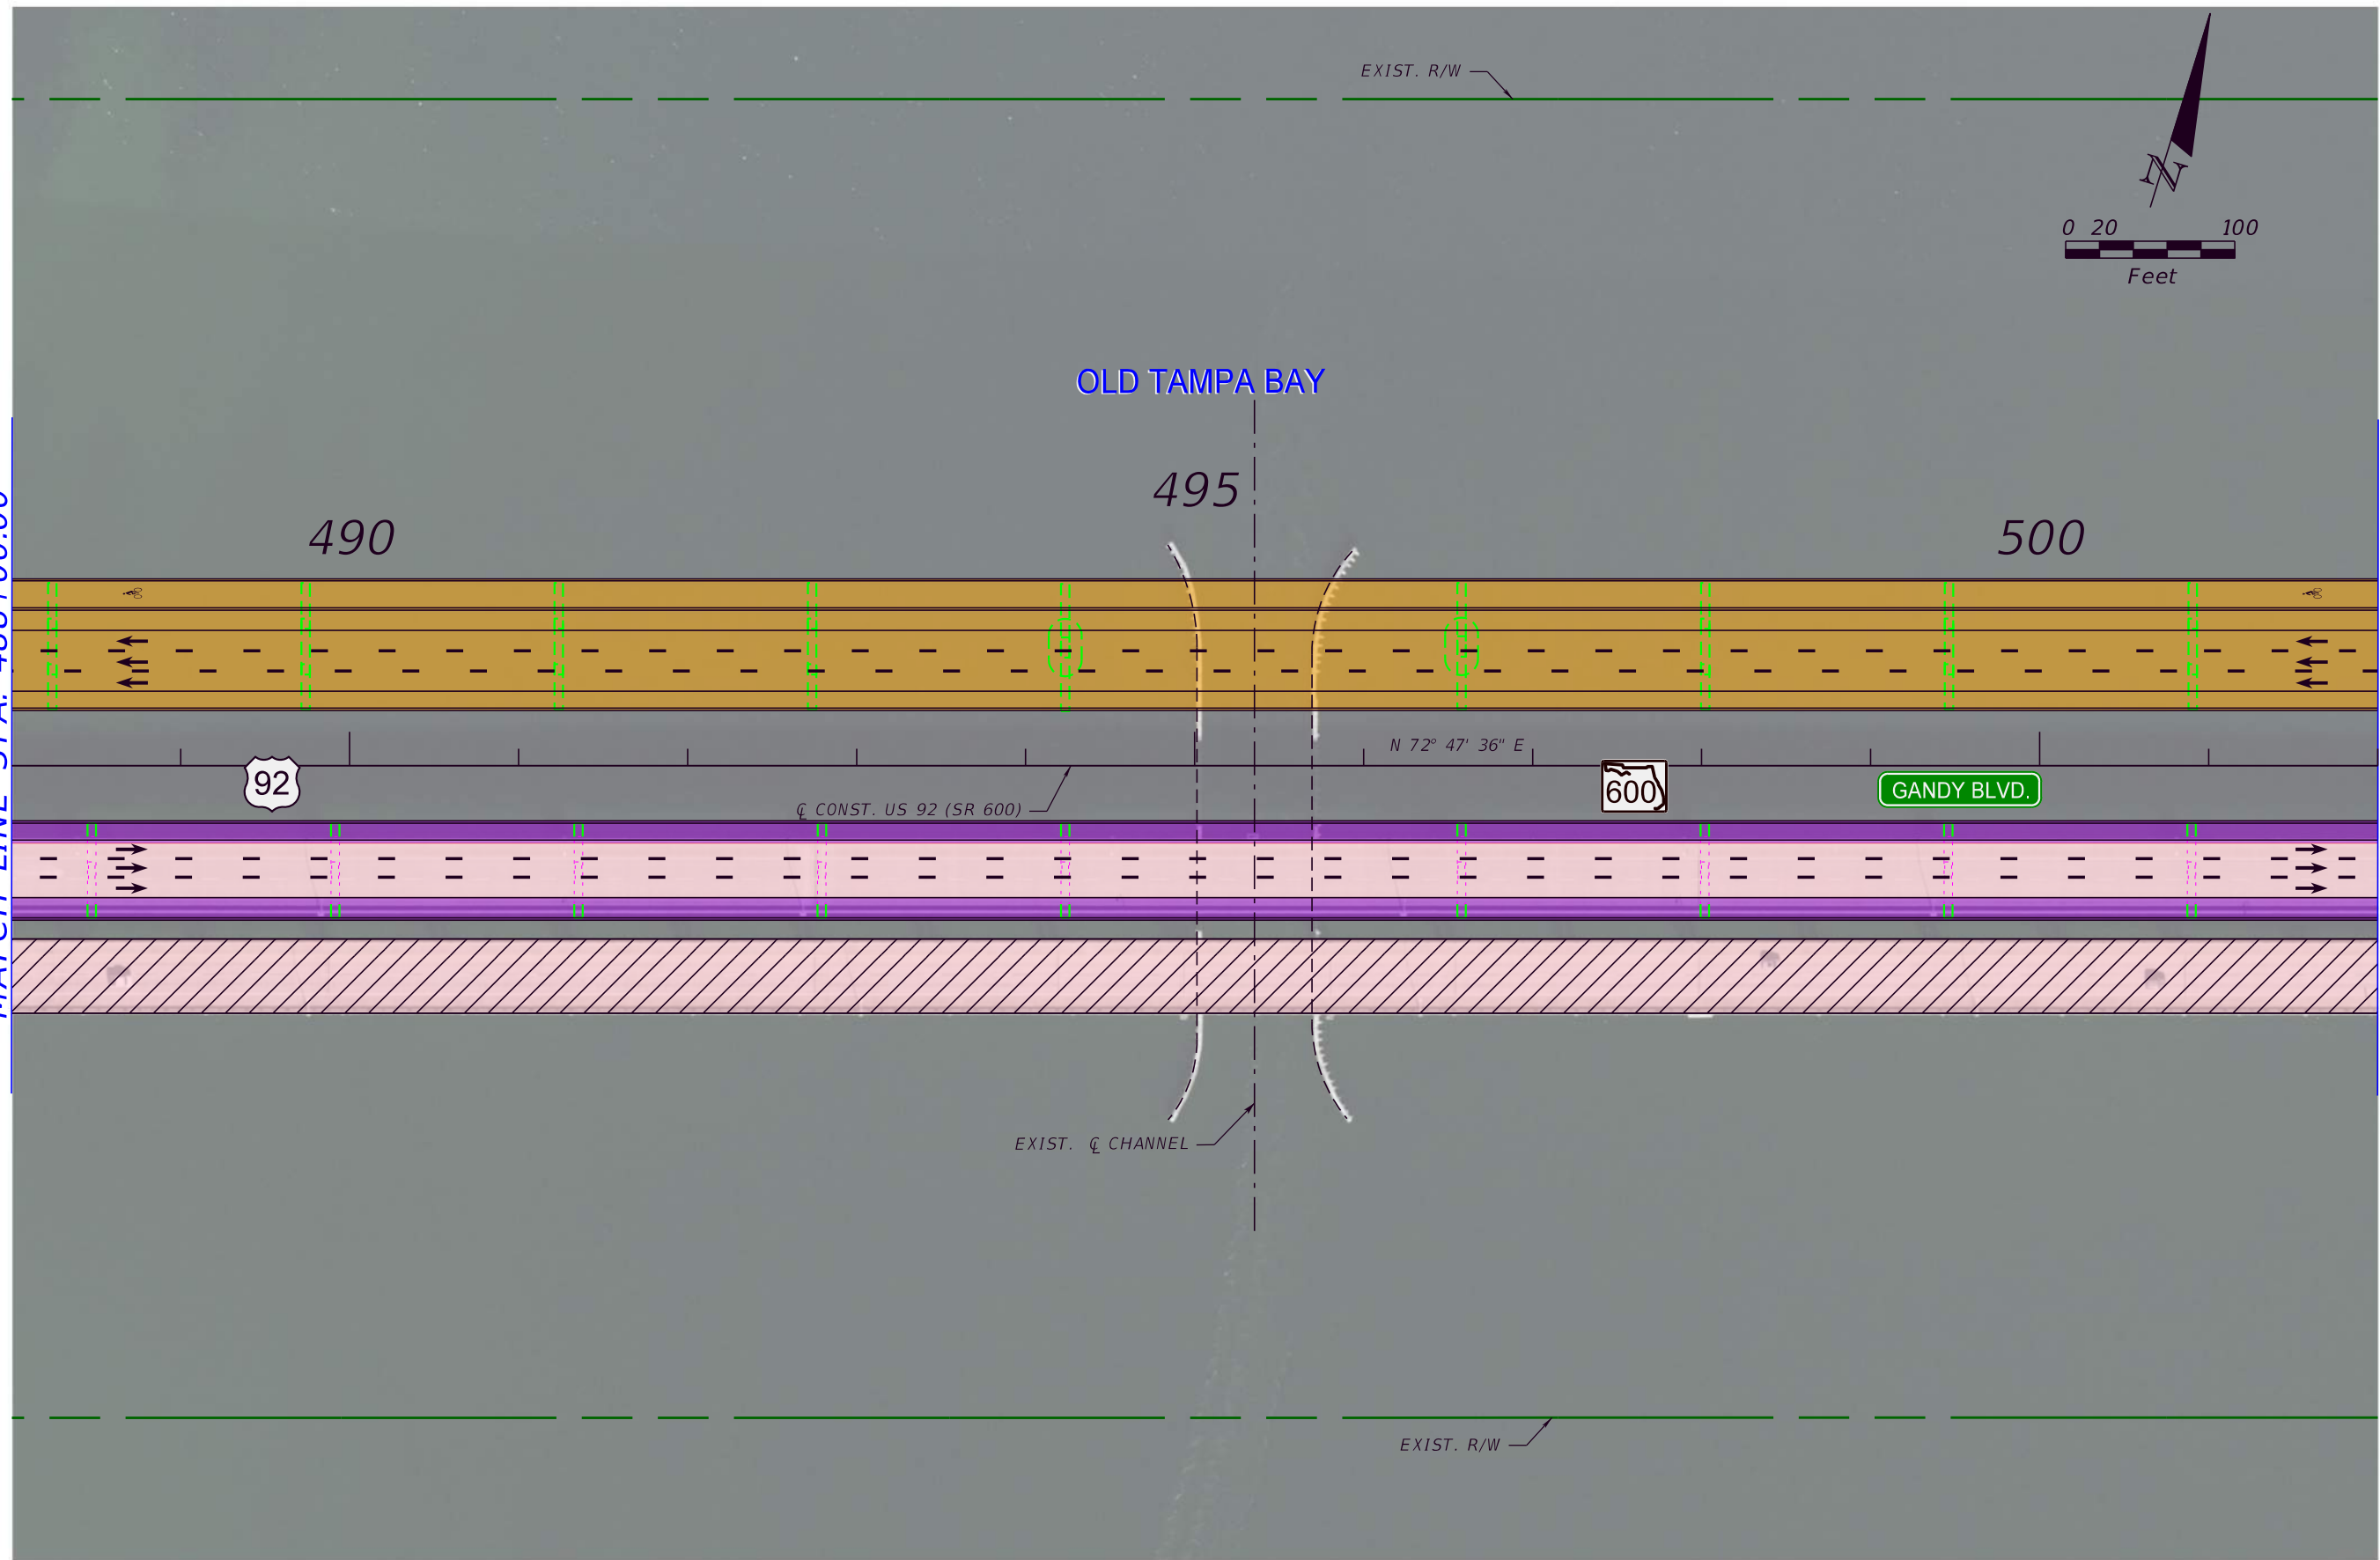 EXIST. R/W
N
0 20 100
Feet
OLD TAMPA BAY
495
490
500
N 72° 47' 36" E
92
600
GANDY BLVD.
℄ CONST. US 92 (SR 600)
EXIST. ℄ CHANNEL
EXIST. R/W